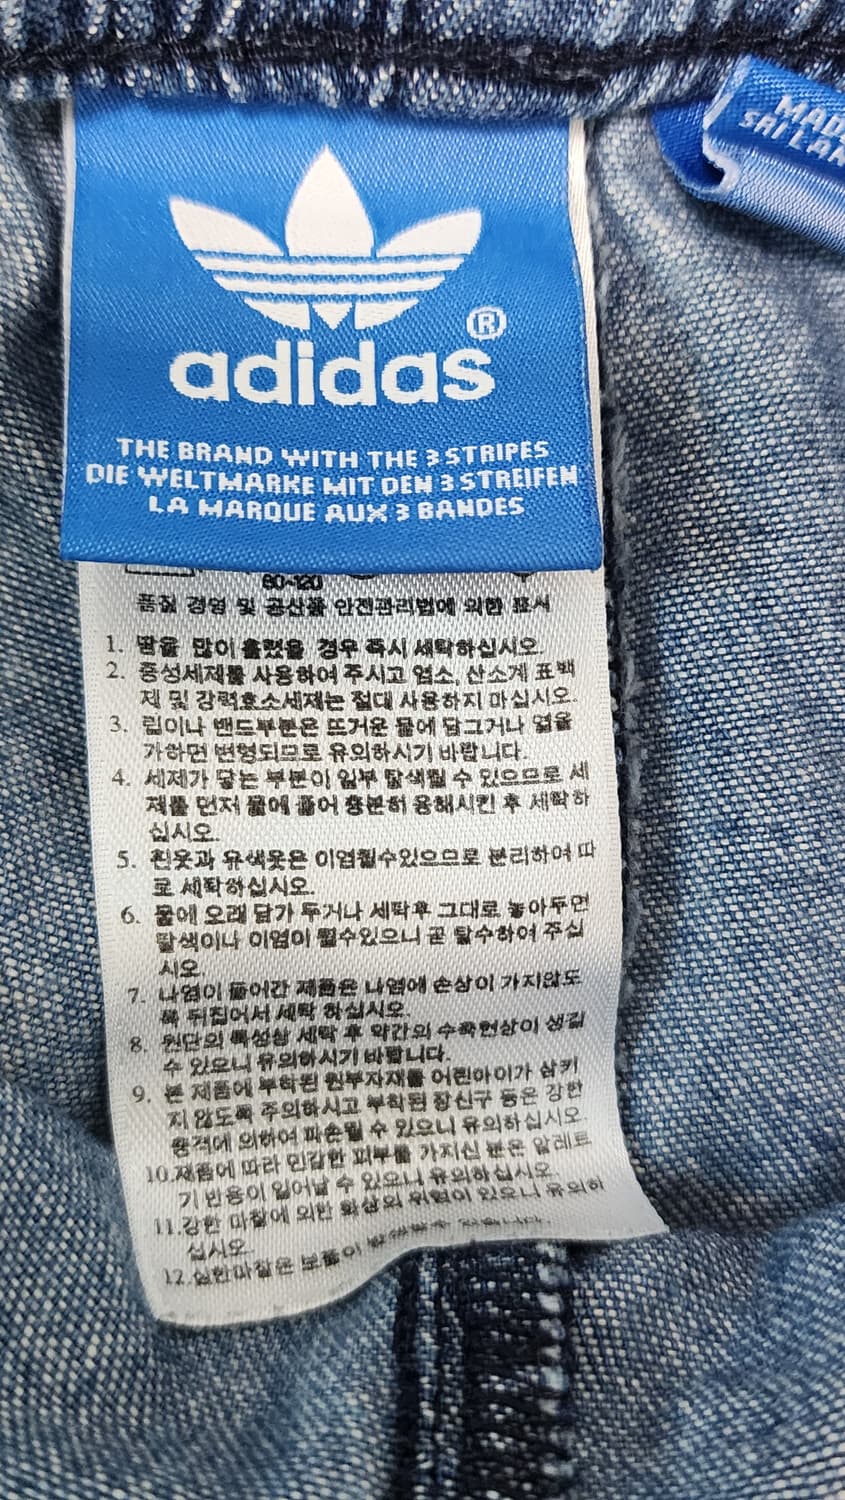 MADE
SRI LAN
adidas®
THE BRAND WITH THE 3 STRIPES
DIE WELTMARKE MIT DEN 3 STREIFEN
LA MARQUE AUX 3 BANDES
80-120
품질 경영 및 공산품 안전관리법에 의한 표시
1. 땀을 많이 흘렸을 경우 즉시 세탁하십시오.
2. 중성세제를 사용하여 주시고 업소, 산소계 표백
제 및 강력효소세제는 절대 사용하지 마십시오.
3. 립이나 밴드부분은 뜨거운 물에 담그거나 열을
가하면 변형되므로 유의하시기 바랍니다.
4. 세제가 닿는 부분이 일부 탈색될 수 있으므로 세
제를 먼저 물에 풀어 충분히 용해시킨 후 세탁하
십시오.
5. 흰옷과 유색옷은 이염될수있으므로 분리하여 따
로 세탁하십시오.
6. 물에 오래 담가 두거나 세탁후 그대로 놓아두면
탈색이나 이염이 될수있으니 곧 탈수하여 주십
시오.
7. 나염이 들어간 제품은 나염에 손상이 가지않도
록 뒤집어서 세탁 하십시오.
8. 원단의 특성상 세탁 후 약간의 수축현상이 생길
수 있으니 유의하시기 바랍니다.
9. 본 제품에 부착된 원부자재를 어린아이가 삼키
지 않도록 주의하시고 부착된 장신구 등은 강한
충격에 의하여 파손될 수 있으니 유의하십시오
10.제품에 따라 민감한 피부를 가지신 분은 알레트
기 반응이 일어날 수 있으니 유의하십시오.
11.강한 마찰에 의한 화상의 위험이 있으니 유의하
십시오.
12.심한마찰은 보풀이